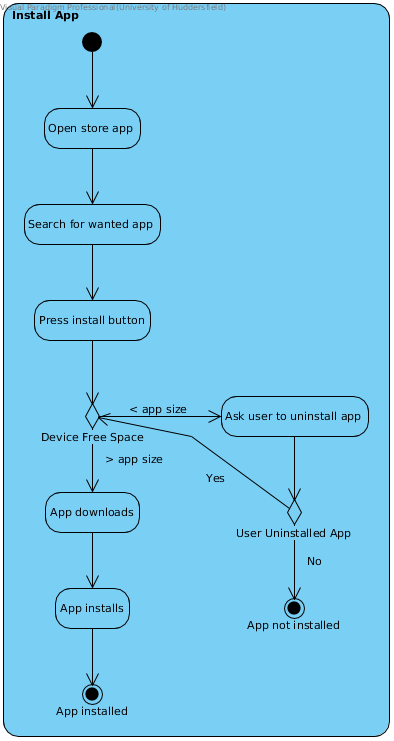 Visual Paradigm Professional(University of Huddersfield)
Install App
Open store app
Search for wanted app
Press install button
< app size
Ask user to uninstall app
Device Free Space
> app size
Yes
App downloads
User Uninstalled App
No
App installs
App not installed
App installed